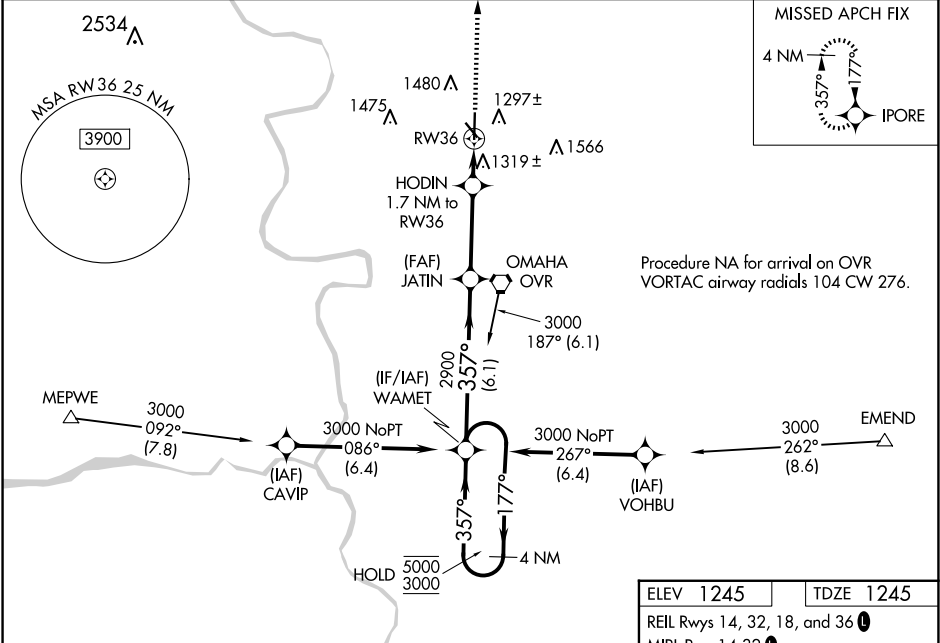 2534
MSA RW36 25 NM
3900
MISSED APCH FIX
4 NM
357°
177°
IPORE
1480
1475
1297±
RW36
1319±
1566
HODIN
1.7 NM to
RW36
(FAF)
JATIN
OMAHA
OVR
Procedure NA for arrival on OVR
VORTAC airway radials 104 CW 276.
3000
187° (6.1)
2900
357°
(6.1)
(IF/IAF)
WAMET
MEPWE
3000
092°
(7.8)
3000 NoPT
086°
(6.4)
(IAF)
CAVIP
3000 NoPT
267°
(6.4)
(IAF)
VOHBU
3000
262°
(8.6)
EMEND
357°
177°
4 NM
HOLD
5000
3000
ELEV 1245
TDZE 1245
REIL Rwys 14, 32, 18, and 36 L